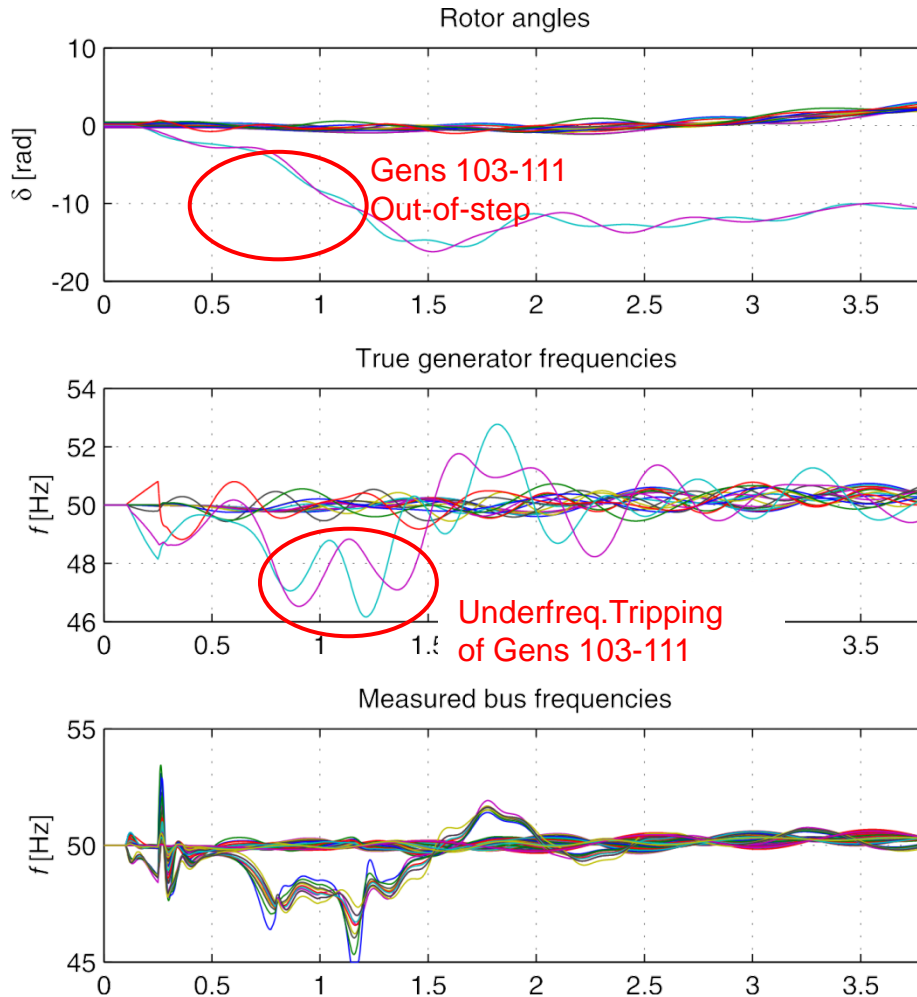 Rotor angles
10
0
-10
-20
δ [rad]
Gens 103-111
Out-of-step
0 0.5 1 1.5 2 2.5 3 3.5
True generator frequencies
54
52
50
48
46
f [Hz]
Underfreq.Tripping
of Gens 103-111
0 0.5 1 3.5
Measured bus frequencies
55
50
45
f [Hz]
0 0.5 1 1.5 2 2.5 3 3.5